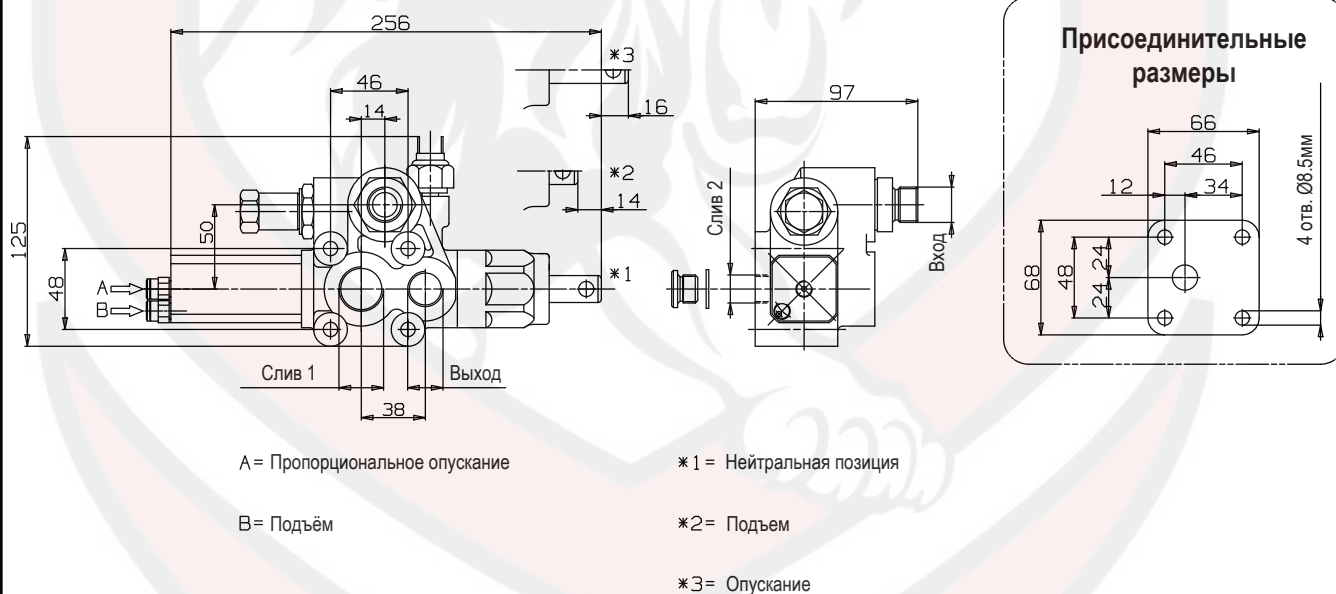 256
*3
46
16
14
*2
14
125
50
48
A
B
*1
Слив 1
Выход
38
97
Слив 2
Вход
Присоединительные
размеры
66
46
12
34
68
48
24
24
4 отв. Ø8.5мм
A= Пропорциональное опускание
*1= Нейтральная позиция
B= Подъём
*2= Подъем
*3= Опускание